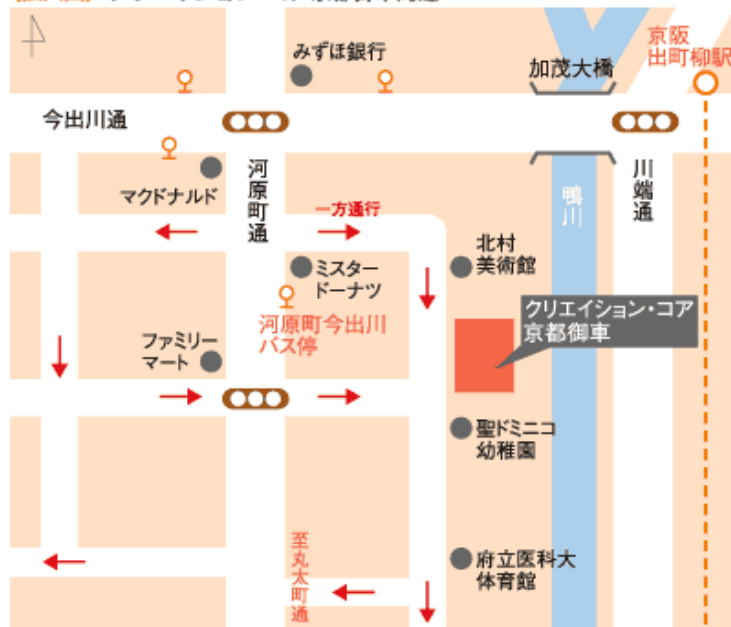 みずほ銀行
京阪
出町柳駅
加茂大橋
今出川通
マクドナルド
河原町通
一方通行
鴨川
川端通
北村
美術館
ミスター
ドーナツ
河原町今出川
バス停
クリエイション・コア
京都御車
ファミリー
マート
聖ドミニコ
幼稚園
至丸太町通
府立医科大
体育館